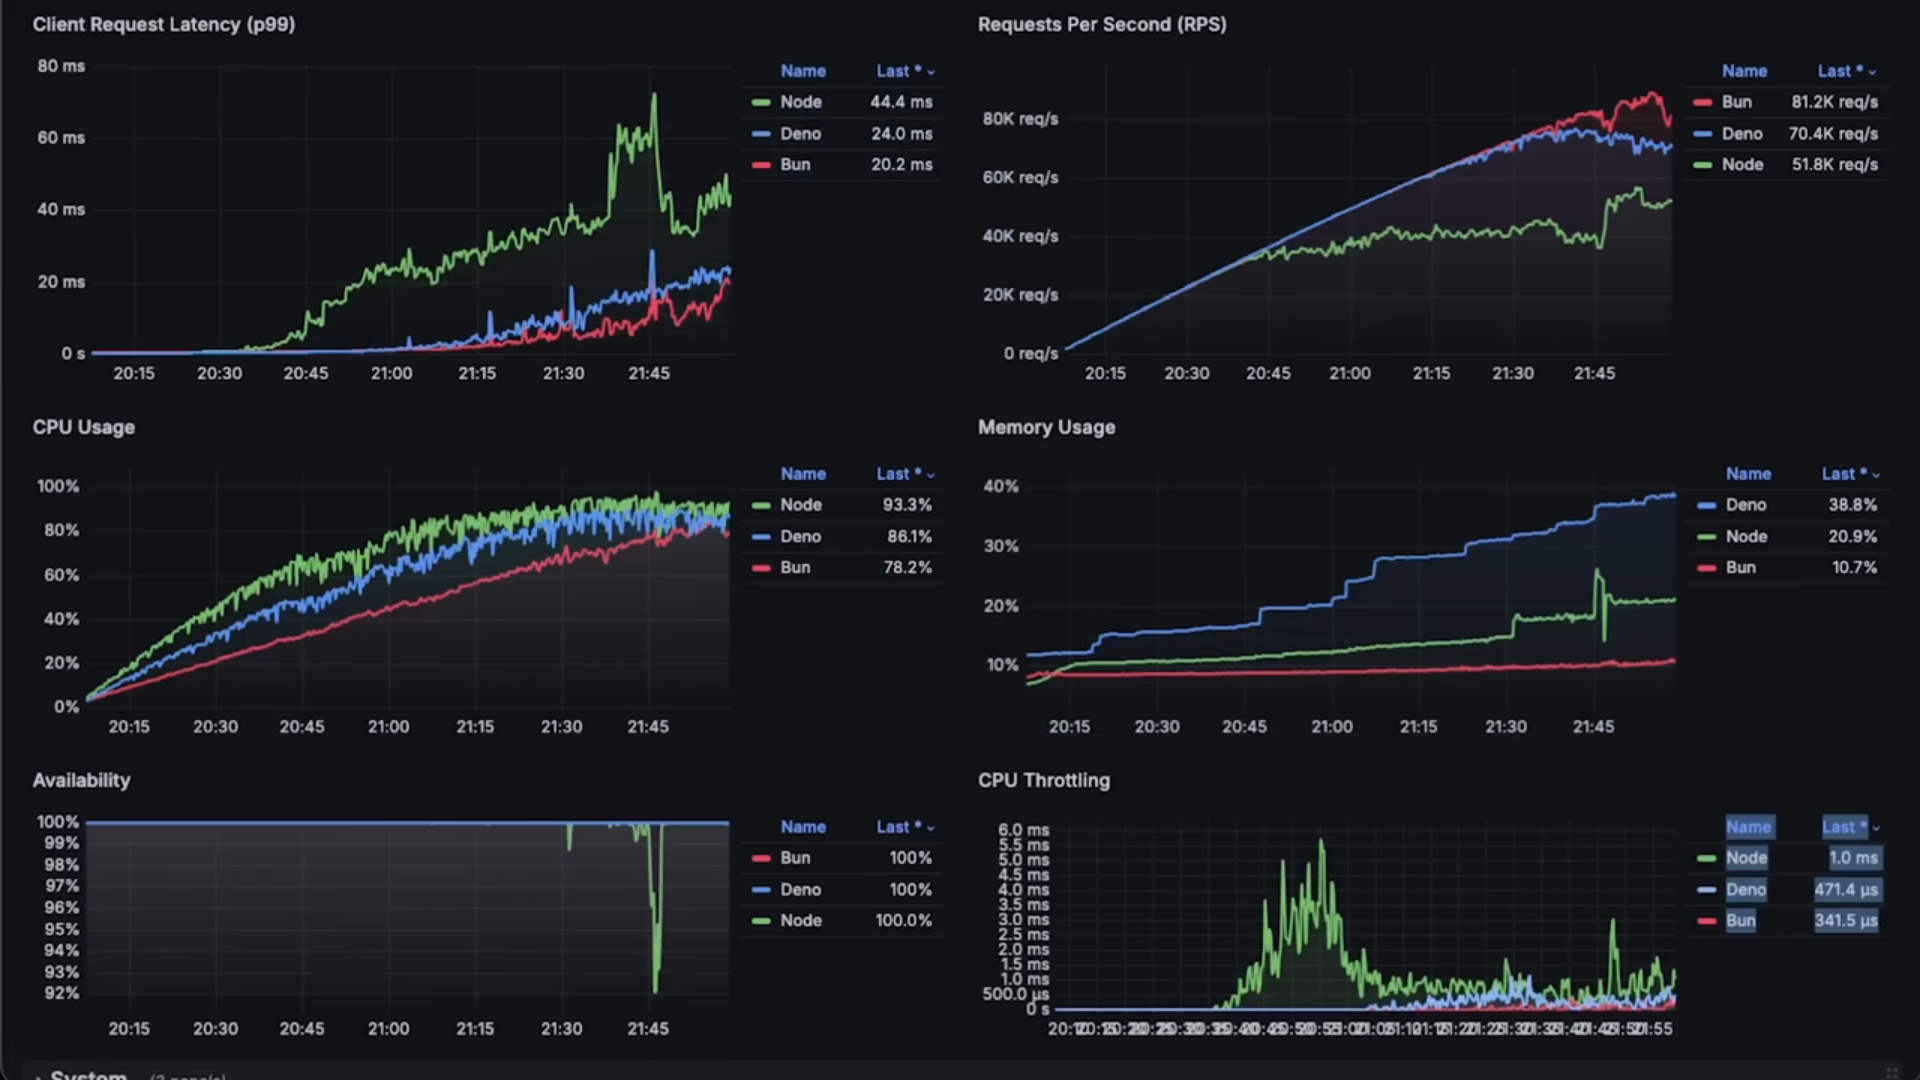 Client Request Latency (p99)
80 ms
60 ms
40 ms
20 ms
0 s
20:15 20:30 20:45 21:00 21:15 21:30 21:45
Name Last *
Node 44.4 ms
Deno 24.0 ms
Bun 20.2 ms
Requests Per Second (RPS)
80K req/s
60K req/s
40K req/s
20K req/s
0 req/s
20:15 20:30 20:45 21:00 21:15 21:30 21:45
Name Last *
Bun 81.2K req/s
Deno 70.4K req/s
Node 51.8K req/s
CPU Usage
100%
80%
60%
40%
20%
0%
20:15 20:30 20:45 21:00 21:15 21:30 21:45
Name Last *
Node 93.3%
Deno 86.1%
Bun 78.2%
Memory Usage
40%
30%
20%
10%
20:15 20:30 20:45 21:00 21:15 21:30 21:45
Name Last *
Deno 38.8%
Node 20.9%
Bun 10.7%
Availability
100%
99%
98%
97%
96%
95%
94%
93%
92%
20:15 20:30 20:45 21:00 21:15 21:30 21:45
Name Last *
Bun 100%
Deno 100%
Node 100.0%
CPU Throttling
6.0 ms
5.5 ms
5.0 ms
4.5 ms
4.0 ms
3.5 ms
3.0 ms
2.5 ms
2.0 ms
1.5 ms
1.0 ms
500.0 µs
0 s
Name Last *
Node 1.0 ms
Deno 471.4 µs
Bun 341.5 µs
System